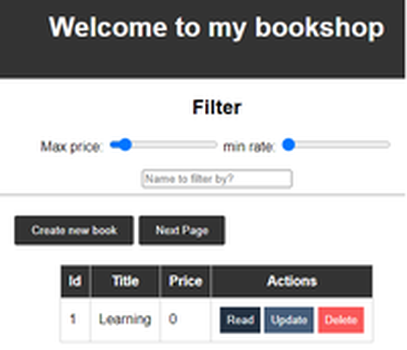 Welcome to my bookshop
Filter
Max price: min rate:
Name to filter by?
Create new book Next Page
Id Title Price Actions
1 Learning 0 Read Update Delete